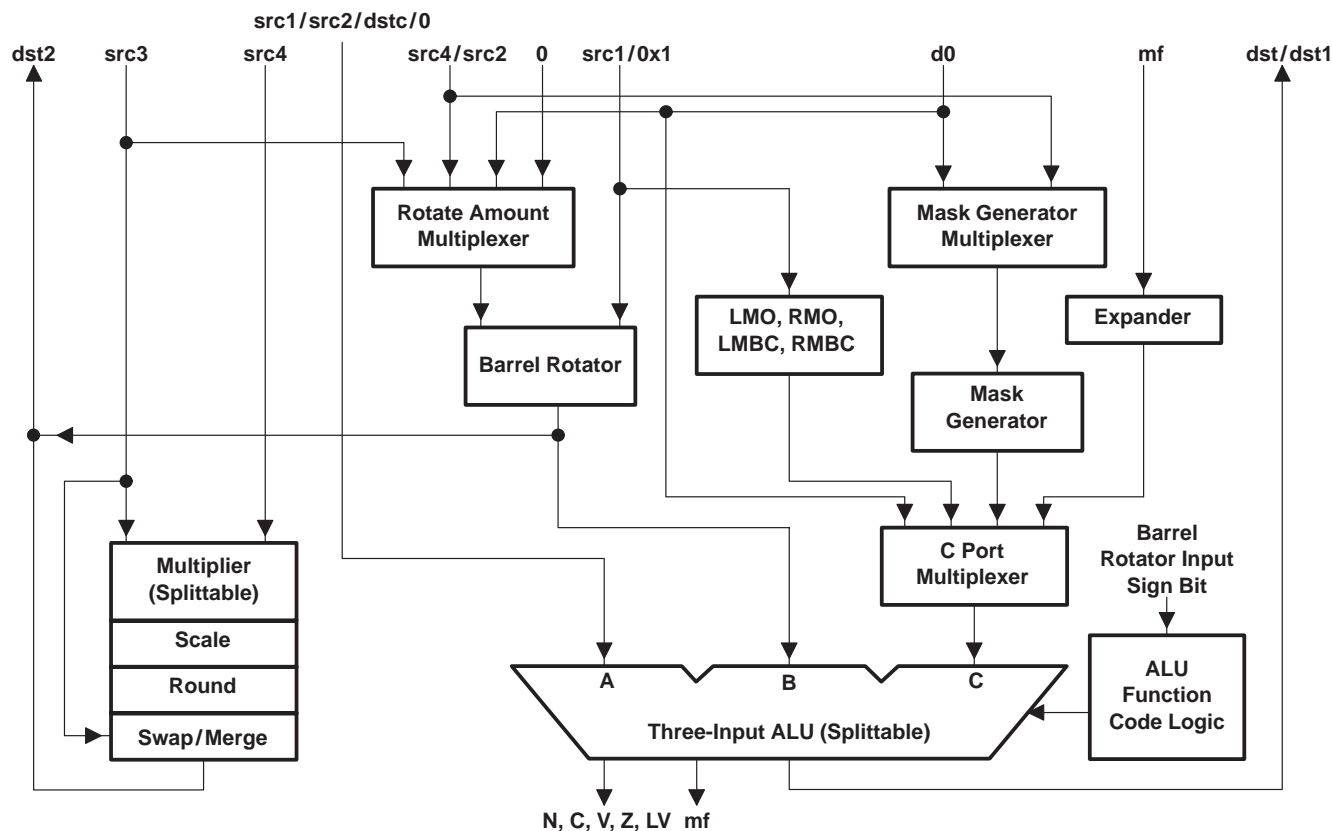 src1/src2/dstc/0
dst2
src3
src4
src4/src2
0
src1/0x1
d0
mf
dst/dst1
Rotate Amount
Multiplexer
Mask Generator
Multiplexer
LMO, RMO,
LMBC, RMBC
Expander
Barrel Rotator
Mask
Generator
Multiplier
(Splittable)
Scale
Round
Swap/Merge
C Port
Multiplexer
Barrel
Rotator Input
Sign Bit
A
B
C
Three-Input ALU (Splittable)
ALU
Function
Code Logic
N, C, V, Z, LV
mf